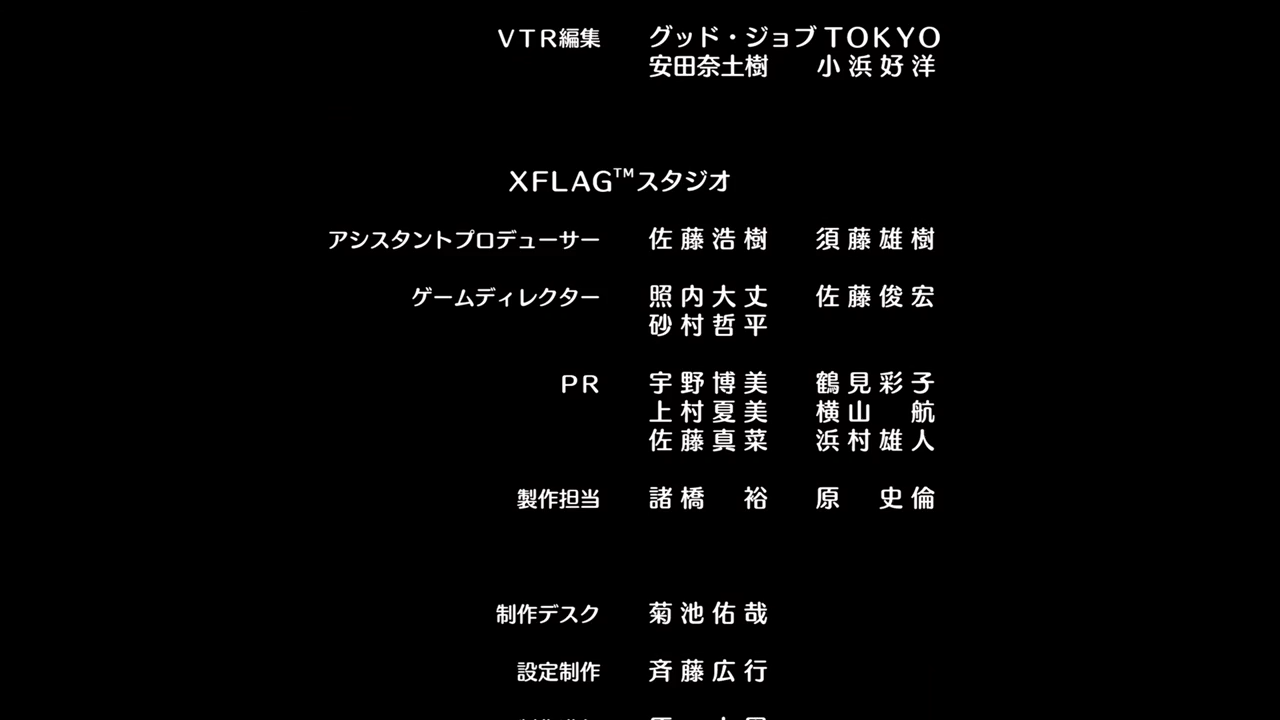 VTR編集 グッド・ジョブTOKYO
安田奈土樹 小浜好洋
XFLAG™スタジオ
アシスタントプロデューサー 佐藤浩樹 須藤雄樹
ゲームディレクター 照内大丈 佐藤俊宏
砂村哲平
PR 宇野博美 鶴見彩子
上村夏美 横山 航
佐藤真菜 浜村雄人
製作担当 諸橋 裕 原 史倫
制作デスク 菊池佑哉
設定制作 斉藤広行